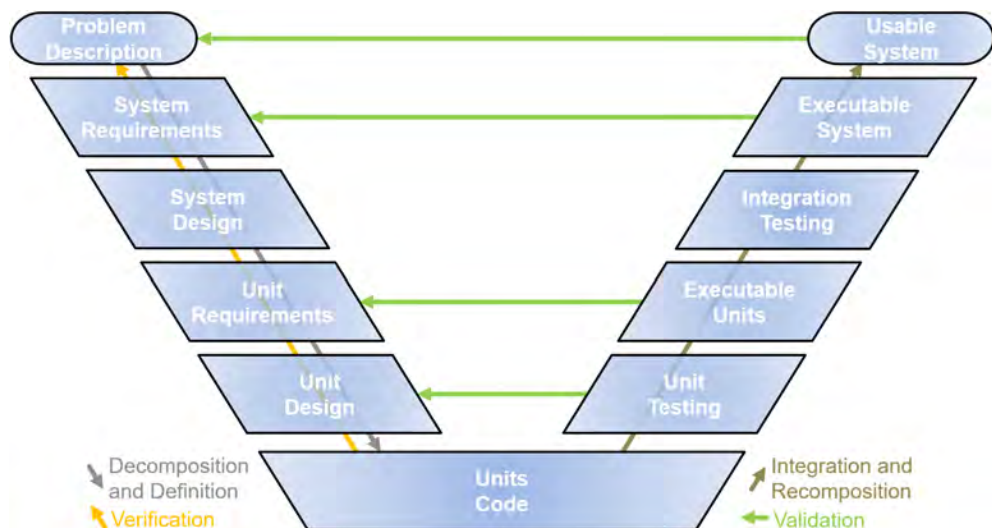 Problem
Description
Usable
System
System
Requirements
Executable
System
System
Design
Integration
Testing
Unit
Requirements
Executable
Units
Unit
Design
Unit
Testing
Units
Code
Decomposition
and Definition
Verification
Integration and
Recomposition
Validation